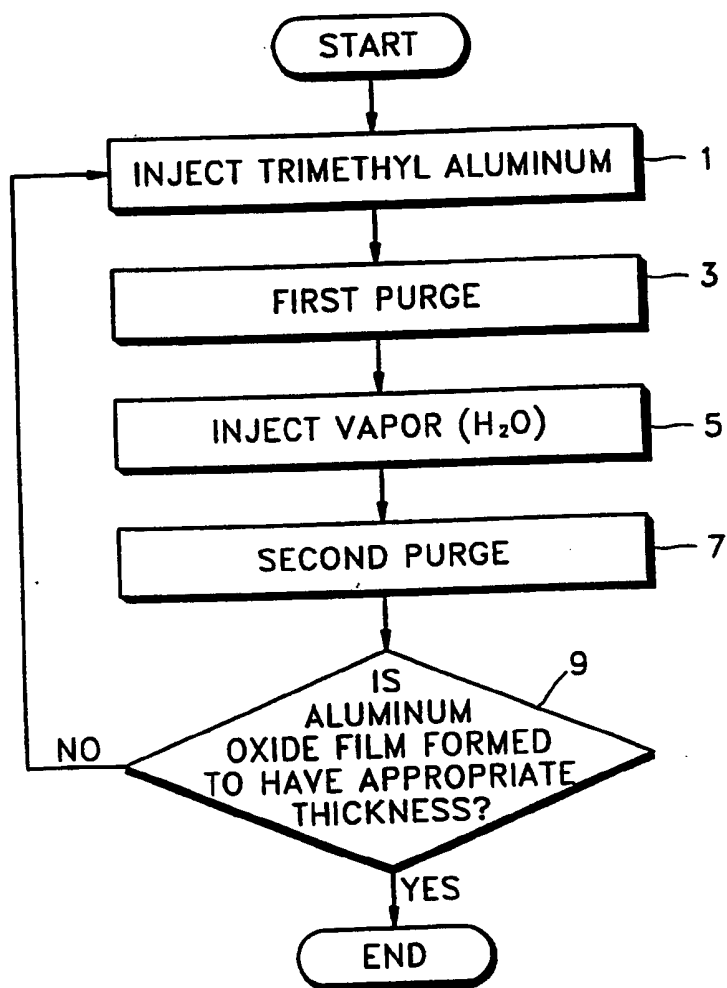 START
INJECT TRIMETHYL ALUMINUM
1
FIRST PURGE
3
INJECT VAPOR (H₂O)
5
SECOND PURGE
7
9
IS
ALUMINUM
OXIDE FILM FORMED
TO HAVE APPROPRIATE
THICKNESS?
NO
YES
END